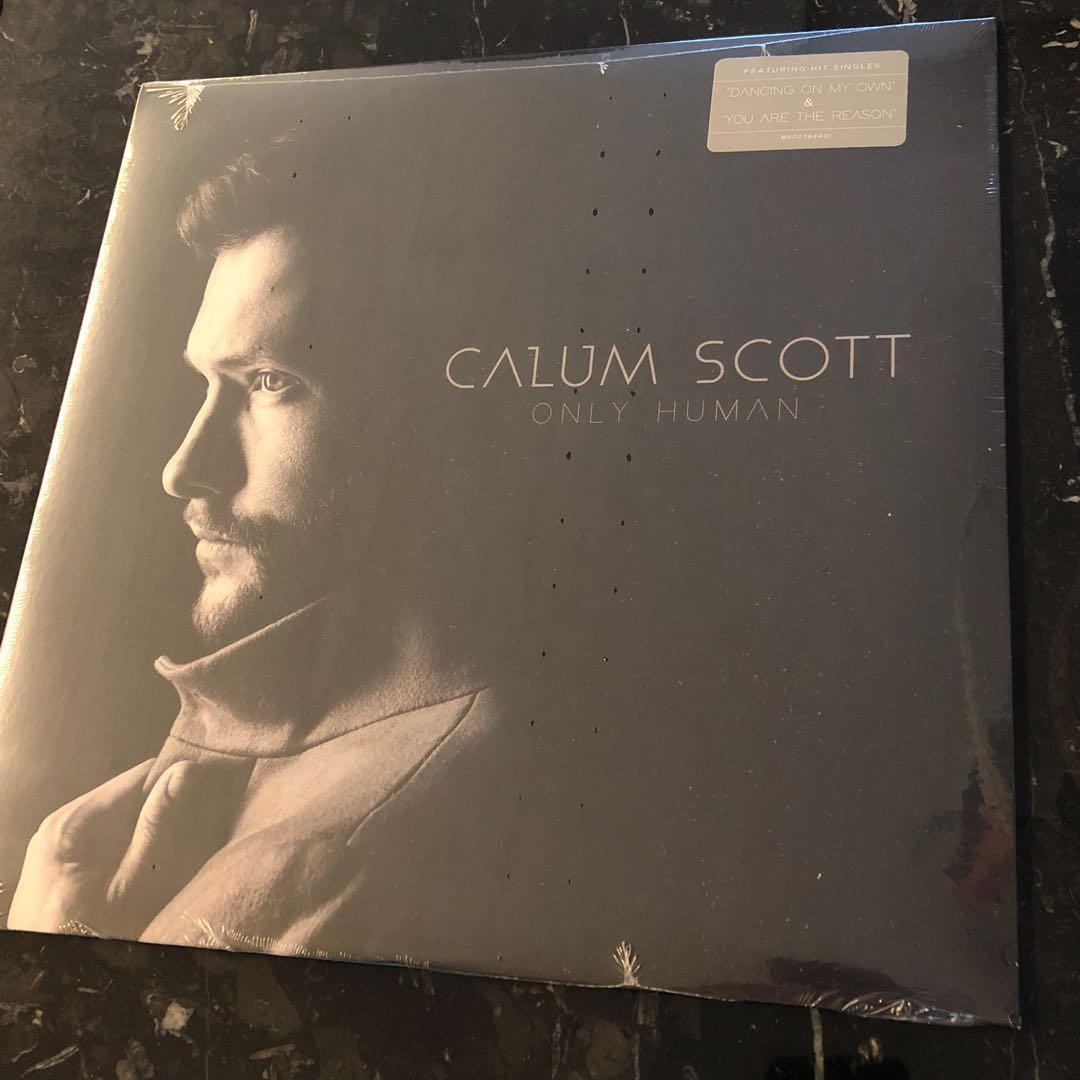 FEATURING HIT SINGLES
"DANCING ON MY OWN"
&
"YOU ARE THE REASON"
B002784401
CALUM SCOTT
ONLY HUMAN